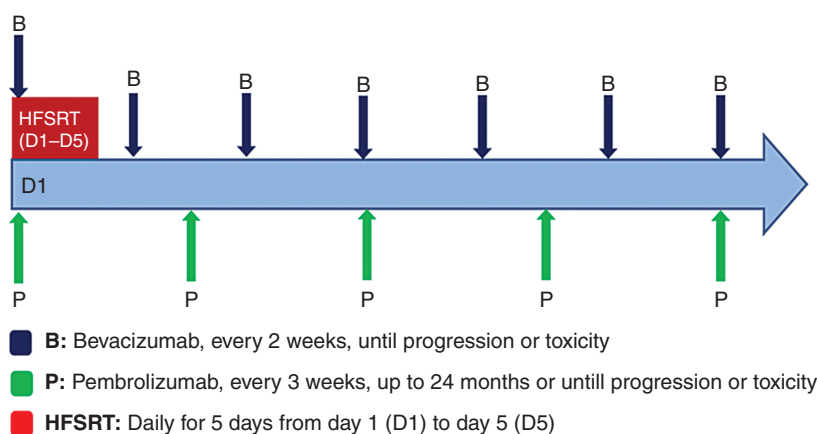 B
B
B
B
B
B
B
HFSRT
(D1–D5)
D1
P
P
P
P
P
B: Bevacizumab, every 2 weeks, until progression or toxicity
P: Pembrolizumab, every 3 weeks, up to 24 months or untill progression or toxicity
HFSRT: Daily for 5 days from day 1 (D1) to day 5 (D5)